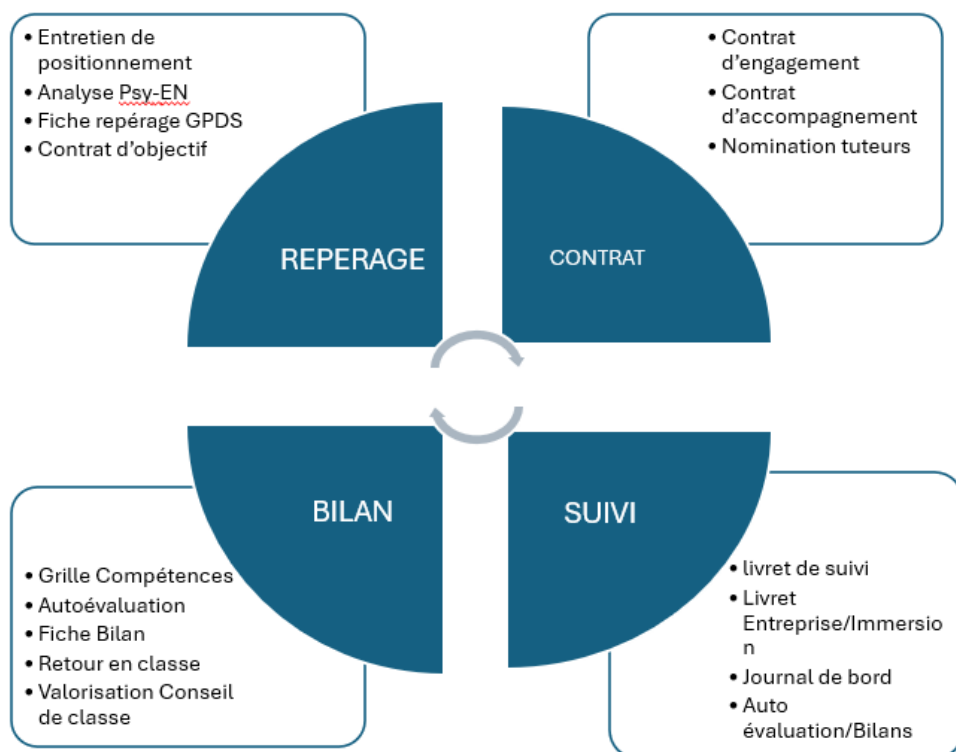 • Entretien de
positionnement
• Analyse Psy-EN
• Fiche repérage GPDS
• Contrat d'objectif
• Contrat
d'engagement
• Contrat
d'accompagnement
• Nomination tuteurs
REPERAGE
CONTRAT
BILAN
SUIVI
• Grille Compétences
• Autoévaluation
• Fiche Bilan
• Retour en classe
• Valorisation Conseil
de classe
• livret de suivi
• Livret
Entreprise/Immersio
n
• Journal de bord
• Auto
évaluation/Bilans